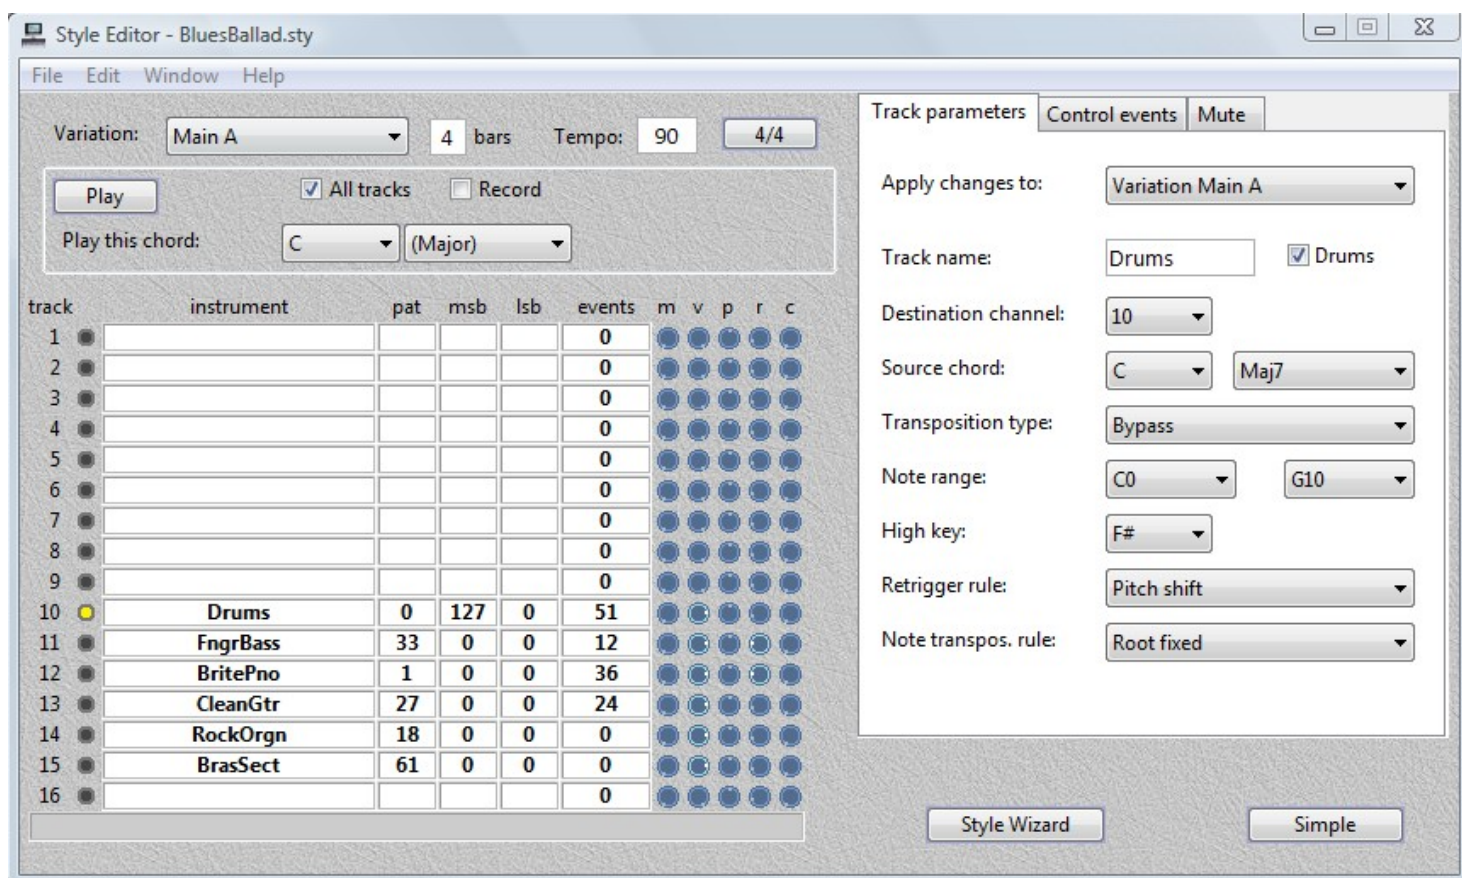 Style Editor - BluesBallad.sty
File Edit Window Help
Variation: Main A 4 bars Tempo: 90 4/4
Play All tracks Record
Play this chord: C (Major)
track instrument pat msb lsb events m v p r c
1 0
2 0
3 0
4 0
5 0
6 0
7 0
8 0
9 0
10 Drums 0 127 0 51
11 FngrBass 33 0 0 12
12 BritePno 1 0 0 36
13 CleanGtr 27 0 0 24
14 RockOrgn 18 0 0 0
15 BrasSect 61 0 0 0
16 0
Track parameters Control events Mute
Apply changes to: Variation Main A
Track name: Drums Drums
Destination channel: 10
Source chord: C Maj7
Transposition type: Bypass
Note range: C0 G10
High key: F#
Retrigger rule: Pitch shift
Note transpos. rule: Root fixed
Style Wizard Simple